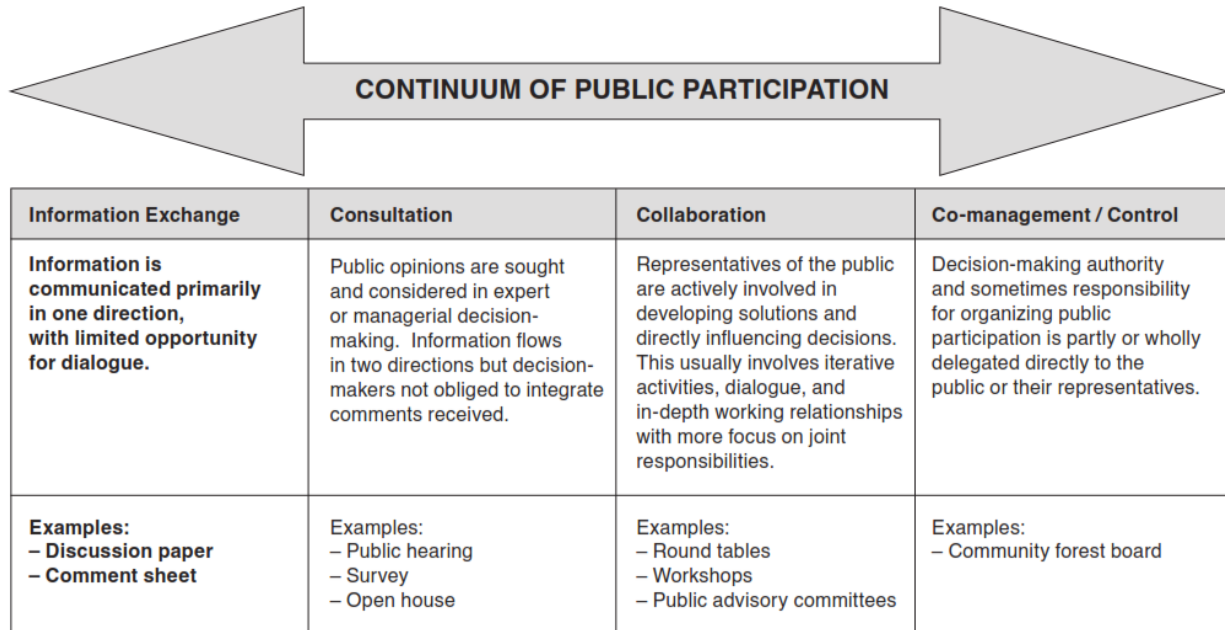 CONTINUUM OF PUBLIC PARTICIPATION
Information Exchange
Consultation
Collaboration
Co-management / Control
Information is
communicated primarily
in one direction,
with limited opportunity
for dialogue.
Public opinions are sought
and considered in expert
or managerial decision-
making. Information flows
in two directions but decision-
makers not obliged to integrate
comments received.
Representatives of the public
are actively involved in
developing solutions and
directly influencing decisions.
This usually involves iterative
activities, dialogue, and
in-depth working relationships
with more focus on joint
responsibilities.
Decision-making authority
and sometimes responsibility
for organizing public
participation is partly or wholly
delegated directly to the
public or their representatives.
Examples:
– Discussion paper
– Comment sheet
Examples:
– Public hearing
– Survey
– Open house
Examples:
– Round tables
– Workshops
– Public advisory committees
Examples:
– Community forest board